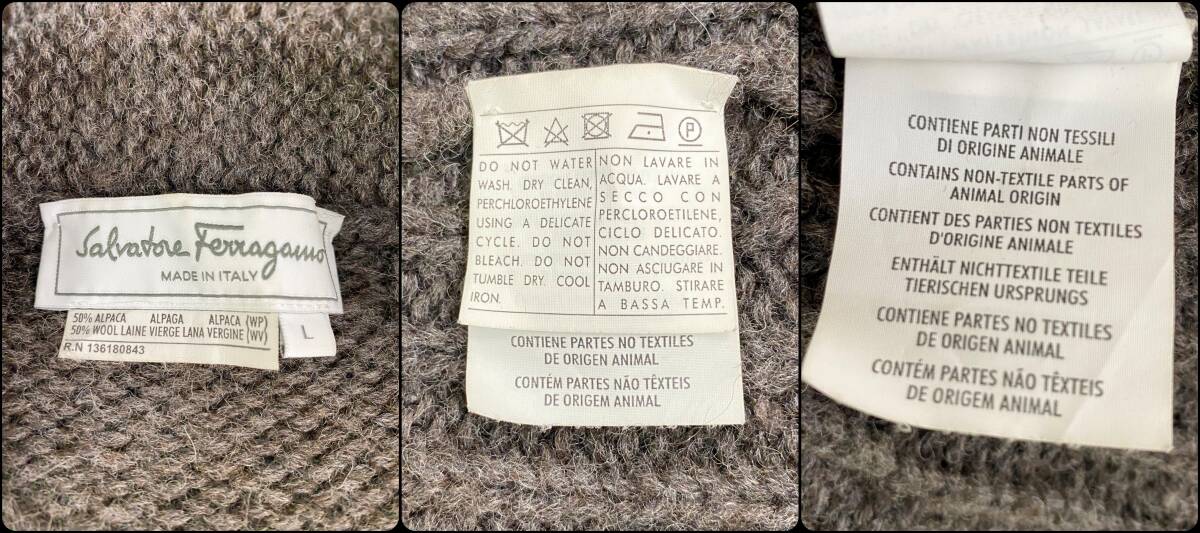 Salvatore Ferragamo
MADE IN ITALY
50% ALPACA ALPAGA ALPACA (WP)
50% WOOL LAINE VIERGE LANA VERGINE (WV)
R.N 136180843
L
P
DO NOT WATER
WASH. DRY CLEAN,
PERCHLOROETHYLENE
USING A DELICATE
CYCLE. DO NOT
BLEACH. DO NOT
TUMBLE DRY. COOL
IRON.
NON LAVARE IN
ACQUA. LAVARE A
SECCO CON
PERCLOROETILENE,
CICLO DELICATO.
NON CANDEGGIARE.
NON ASCIUGARE IN
TAMBURO. STIRARE
A BASSA TEMP.
CONTIENE PARTES NO TEXTILES
DE ORIGEN ANIMAL
CONTÉM PARTES NÃO TÊXTEIS
DE ORIGEM ANIMAL
CONTIENE PARTI NON TESSILI
DI ORIGINE ANIMALE
CONTAINS NON-TEXTILE PARTS OF
ANIMAL ORIGIN
CONTIENT DES PARTIES NON TEXTILES
D'ORIGINE ANIMALE
ENTHÄLT NICHTTEXTILE TEILE
TIERISCHEN URSPRUNGS
CONTIENE PARTES NO TEXTILES
DE ORIGEN ANIMAL
CONTÉM PARTES NÃO TÊXTEIS
DE ORIGEM ANIMAL